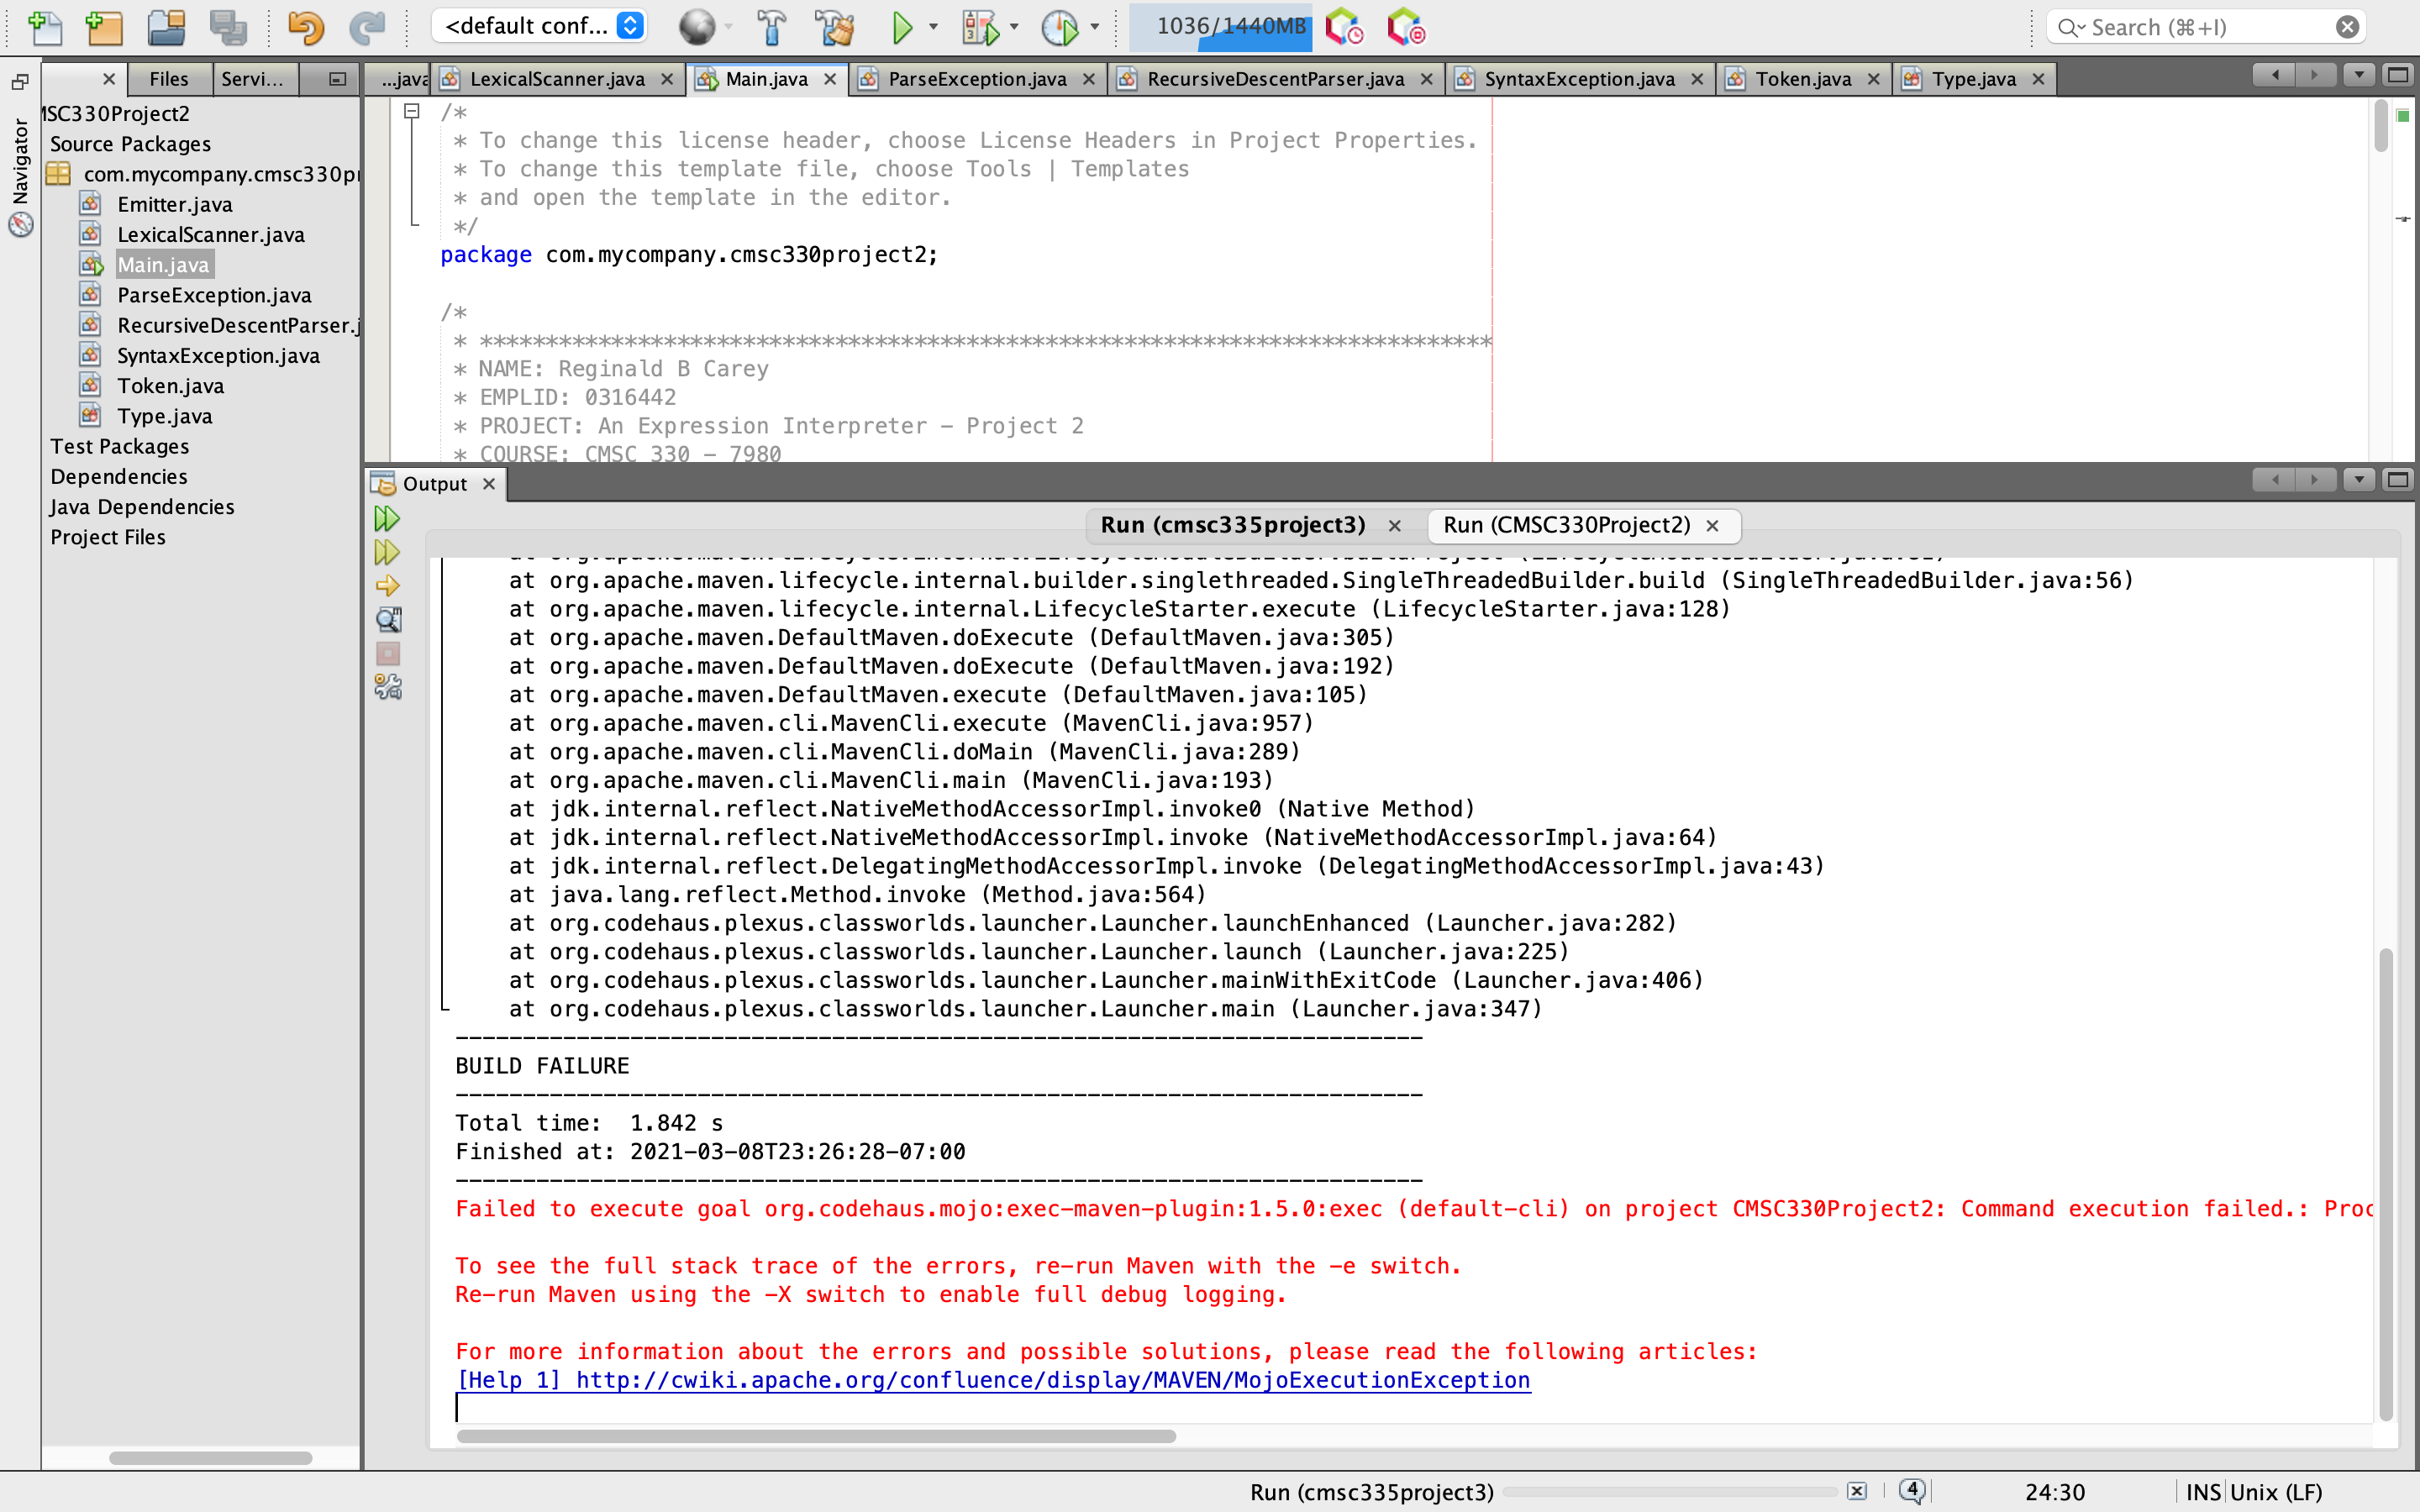 <default conf...
1036/1440MB
Search (⌘+I)
Files
Servi...
...java
LexicalScanner.java
Main.java
ParseException.java
RecursiveDescentParser.java
SyntaxException.java
Token.java
Type.java
Navigator
MSC330Project2
Source Packages
com.mycompany.cmsc330pr
Emitter.java
LexicalScanner.java
Main.java
ParseException.java
RecursiveDescentParser.j
SyntaxException.java
Token.java
Type.java
Test Packages
Dependencies
Java Dependencies
Project Files
/*
* To change this license header, choose License Headers in Project Properties.
* To change this template file, choose Tools | Templates
* and open the template in the editor.
*/
package com.mycompany.cmsc330project2;
/*
* *****************************************************************************
* NAME: Reginald B Carey
* EMPLID: 0316442
* PROJECT: An Expression Interpreter – Project 2
* COURSE: CMSC 330 – 7980
Output
Run (cmsc335project3)
Run (CMSC330Project2)
at org.apache.maven.lifecycle.internal.LifecycleModuleBuilder.buildProject (LifecycleModuleBuilder.java:81)
at org.apache.maven.lifecycle.internal.builder.singlethreaded.SingleThreadedBuilder.build (SingleThreadedBuilder.java:56)
at org.apache.maven.lifecycle.internal.LifecycleStarter.execute (LifecycleStarter.java:128)
at org.apache.maven.DefaultMaven.doExecute (DefaultMaven.java:305)
at org.apache.maven.DefaultMaven.doExecute (DefaultMaven.java:192)
at org.apache.maven.DefaultMaven.execute (DefaultMaven.java:105)
at org.apache.maven.cli.MavenCli.execute (MavenCli.java:957)
at org.apache.maven.cli.MavenCli.doMain (MavenCli.java:289)
at org.apache.maven.cli.MavenCli.main (MavenCli.java:193)
at jdk.internal.reflect.NativeMethodAccessorImpl.invoke0 (Native Method)
at jdk.internal.reflect.NativeMethodAccessorImpl.invoke (NativeMethodAccessorImpl.java:64)
at jdk.internal.reflect.DelegatingMethodAccessorImpl.invoke (DelegatingMethodAccessorImpl.java:43)
at java.lang.reflect.Method.invoke (Method.java:564)
at org.codehaus.plexus.classworlds.launcher.Launcher.launchEnhanced (Launcher.java:282)
at org.codehaus.plexus.classworlds.launcher.Launcher.launch (Launcher.java:225)
at org.codehaus.plexus.classworlds.launcher.Launcher.mainWithExitCode (Launcher.java:406)
at org.codehaus.plexus.classworlds.launcher.Launcher.main (Launcher.java:347)
------------------------------------------------------------------------
BUILD FAILURE
------------------------------------------------------------------------
Total time:  1.842 s
Finished at: 2021-03-08T23:26:28-07:00
------------------------------------------------------------------------
Failed to execute goal org.codehaus.mojo:exec-maven-plugin:1.5.0:exec (default-cli) on project CMSC330Project2: Command execution failed.: Proc
To see the full stack trace of the errors, re-run Maven with the -e switch.
Re-run Maven using the -X switch to enable full debug logging.
For more information about the errors and possible solutions, please read the following articles:
[Help 1] http://cwiki.apache.org/confluence/display/MAVEN/MojoExecutionException
Run (cmsc335project3)
4
24:30
INS
Unix (LF)